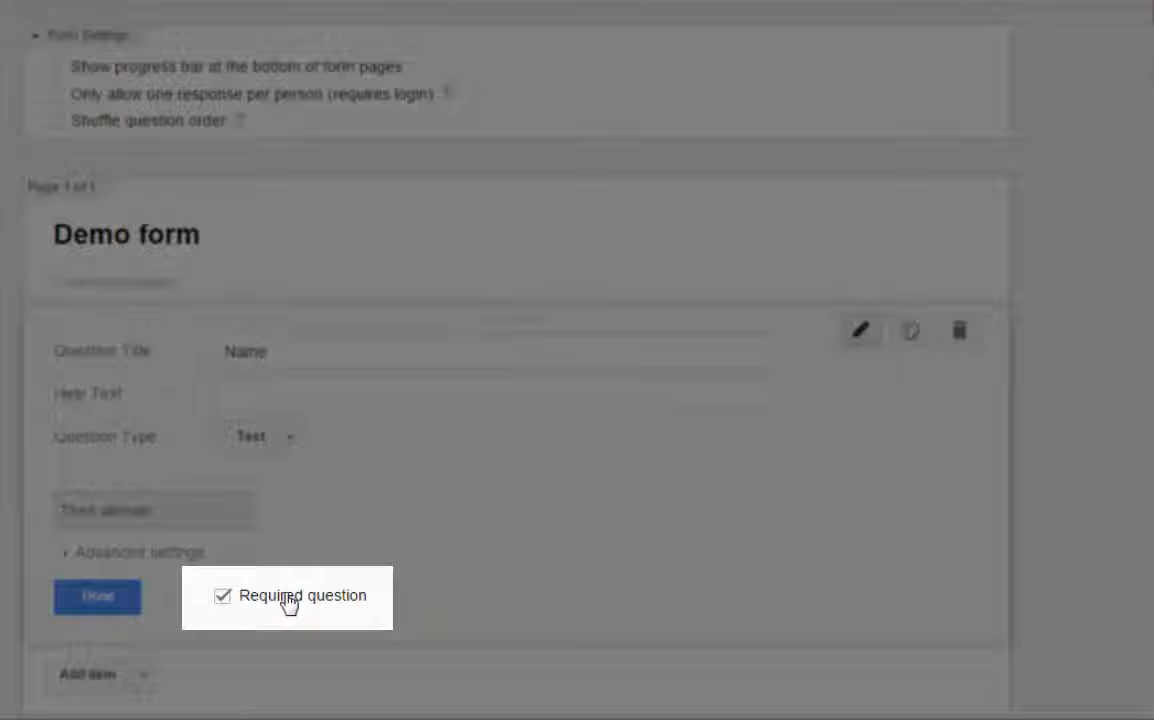 Form Settings
Show progress bar at the bottom of form pages
Only allow one response per person (requires login) ?
Shuffle question order ?
Page 1 of 1
Demo form
Question Title Name
Help Text
Question Type Text
Advanced settings
Done Required question
Add item